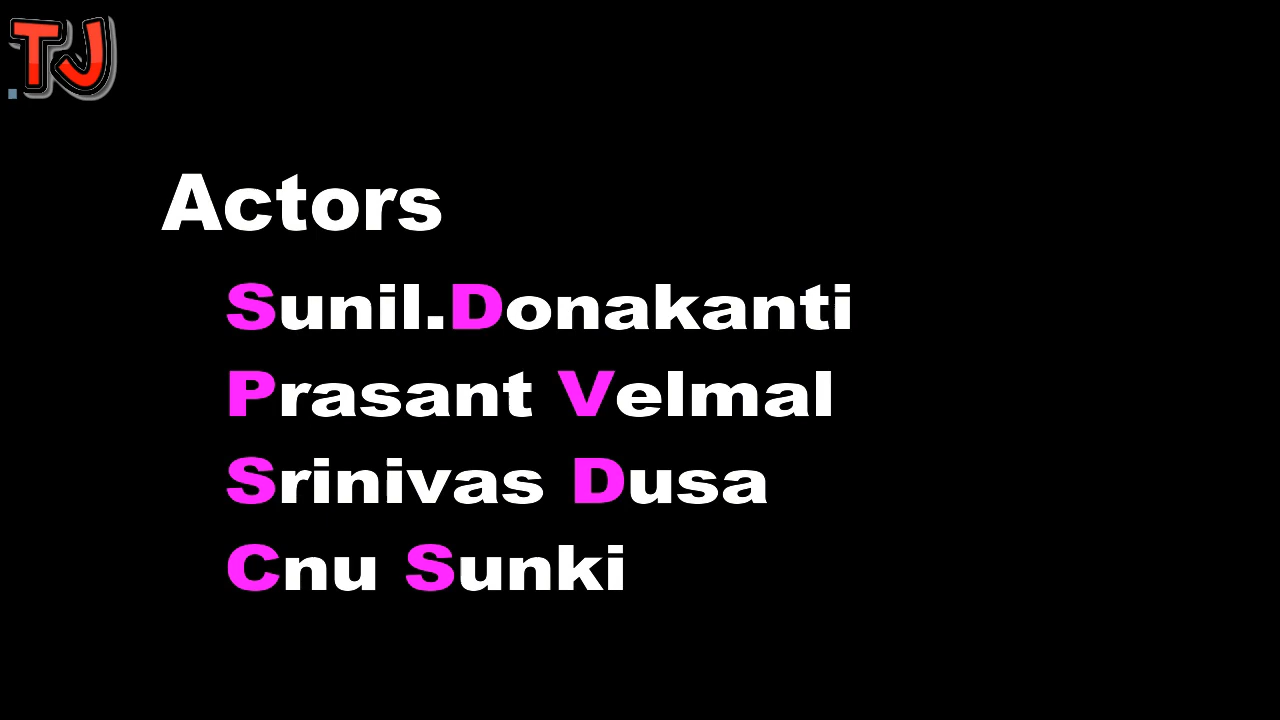 TJ
Actors
Sunil.Donakanti
Prasant Velmal
Srinivas Dusa
Cnu Sunki